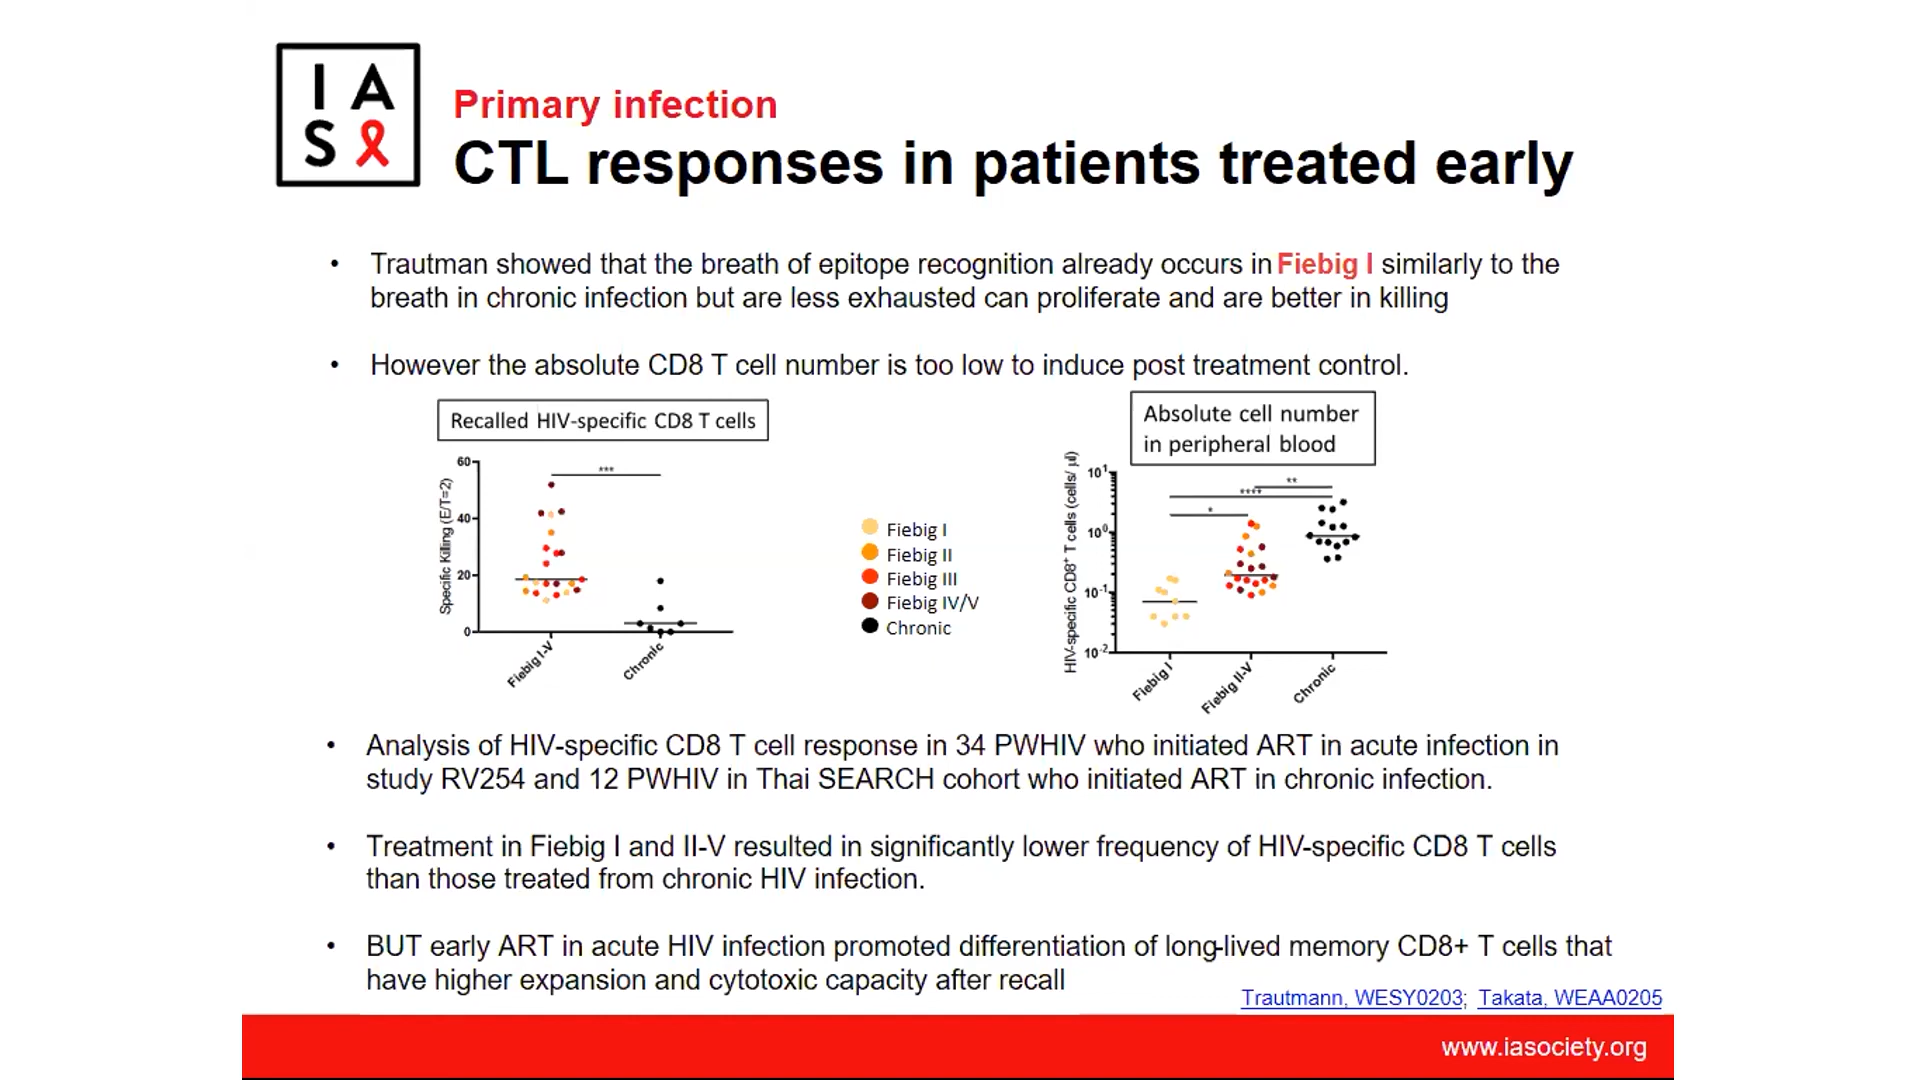 I A
S
Primary infection
CTL responses in patients treated early
• Trautman showed that the breath of epitope recognition already occurs in Fiebig I similarly to the
breath in chronic infection but are less exhausted can proliferate and are better in killing
• However the absolute CD8 T cell number is too low to induce post treatment control.
Recalled HIV-specific CD8 T cells
Specific Killing (E/T=2)
60
40
20
0
***
Fiebig I-V
Chronic
Fiebig I
Fiebig II
Fiebig III
Fiebig IV/V
Chronic
Absolute cell number
in peripheral blood
HIV-specific CD8⁺ T cells (cells/ µl)
10¹
10⁰
10⁻¹
10⁻²
**
****
*
Fiebig I
Fiebig II-V
Chronic
• Analysis of HIV-specific CD8 T cell response in 34 PWHIV who initiated ART in acute infection in
study RV254 and 12 PWHIV in Thai SEARCH cohort who initiated ART in chronic infection.
• Treatment in Fiebig I and II-V resulted in significantly lower frequency of HIV-specific CD8 T cells
than those treated from chronic HIV infection.
• BUT early ART in acute HIV infection promoted differentiation of long-lived memory CD8+ T cells that
have higher expansion and cytotoxic capacity after recall
Trautmann, WESY0203; Takata, WEAA0205
www.iasociety.org